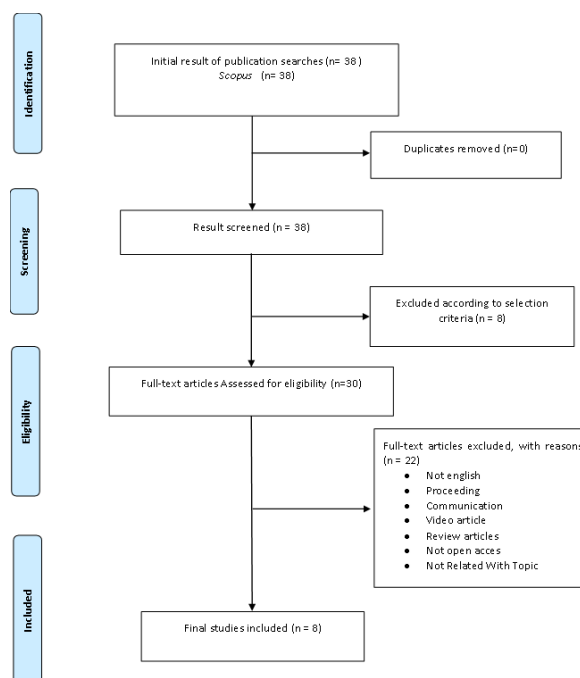 Identification
Initial result of publication searches (n= 38 )
Scopus (n= 38)
Duplicates removed (n=0)
Screening
Result screened (n = 38)
Excluded according to selection
criteria (n = 8)
Eligibility
Full-text articles Assessed for eligibility (n=30)
Full-text articles excluded, with reasons
(n = 22)
● Not english
● Proceeding
● Communication
● Video article
● Review articles
● Not open acces
● Not Related With Topic
Included
Final studies included (n = 8)